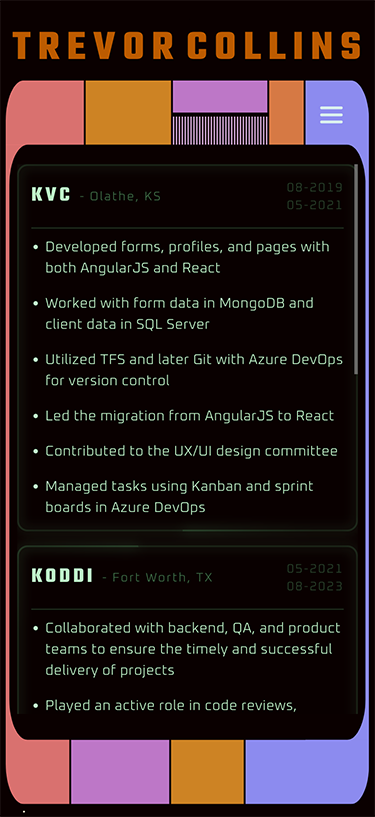 TREVOR COLLINS
KVC - Olathe, KS
08-2019
05-2021
• Developed forms, profiles, and pages with
both AngularJS and React
• Worked with form data in MongoDB and
client data in SQL Server
• Utilized TFS and later Git with Azure DevOps
for version control
• Led the migration from AngularJS to React
• Contributed to the UX/UI design committee
• Managed tasks using Kanban and sprint
boards in Azure DevOps
KODDI - Fort Worth, TX
05-2021
08-2023
• Collaborated with backend, QA, and product
teams to ensure the timely and successful
delivery of projects
• Played an active role in code reviews,